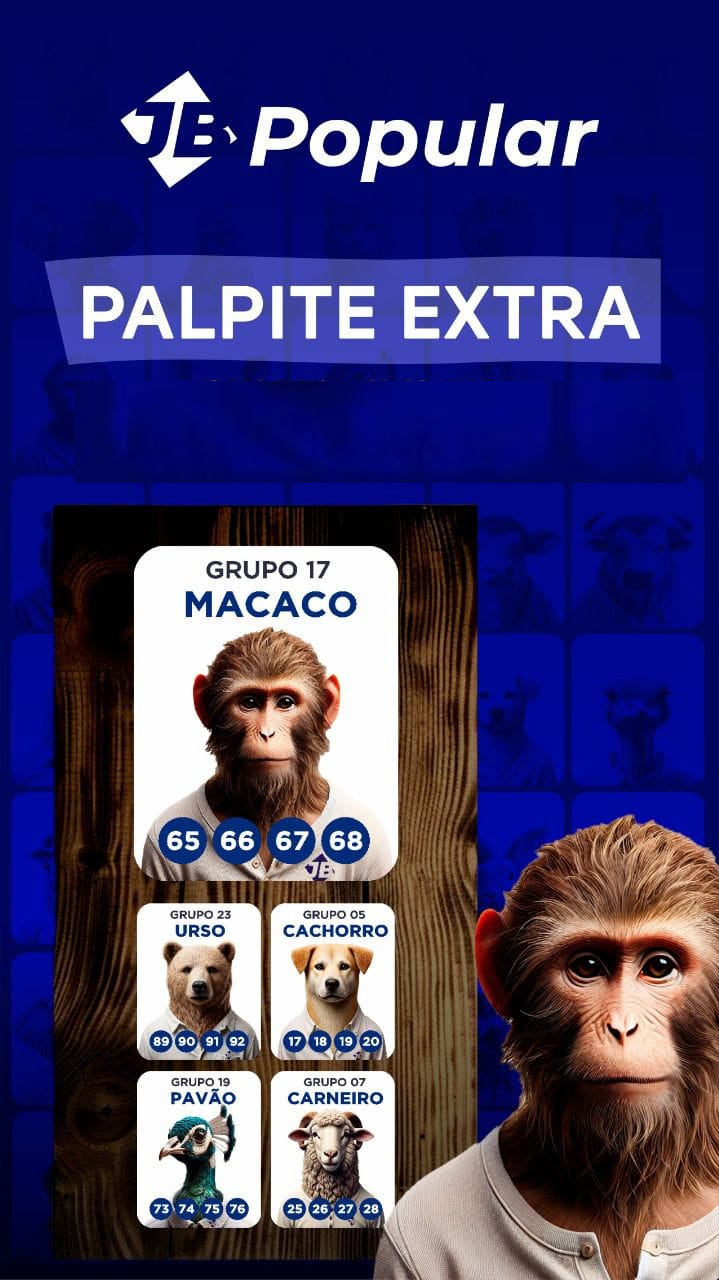 JB Popular
PALPITE EXTRA
GRUPO 17
MACACO
65 66 67 68
JB
GRUPO 23
URSO
89 90 91 92
GRUPO 05
CACHORRO
17 18 19 20
GRUPO 19
PAVÃO
73 74 75 76
GRUPO 07
CARNEIRO
25 26 27 28